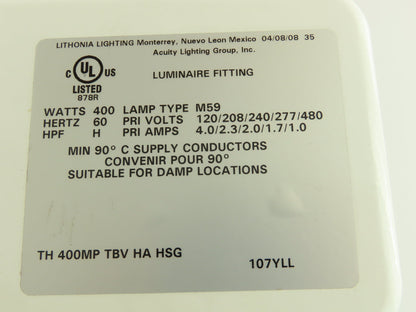 LITHONIA LIGHTING Monterrey, Nuevo Leon Mexico 04/08/08 35
Acuity Lighting Group, Inc.
C UL US
LISTED
878R
LUMINAIRE FITTING
WATTS 400 LAMP TYPE M59
HERTZ 60 PRI VOLTS 120/208/240/277/480
HPF H PRI AMPS 4.0/2.3/2.0/1.7/1.0
MIN 90° C SUPPLY CONDUCTORS
CONVENIR POUR 90°
SUITABLE FOR DAMP LOCATIONS
TH 400MP TBV HA HSG
107YLL